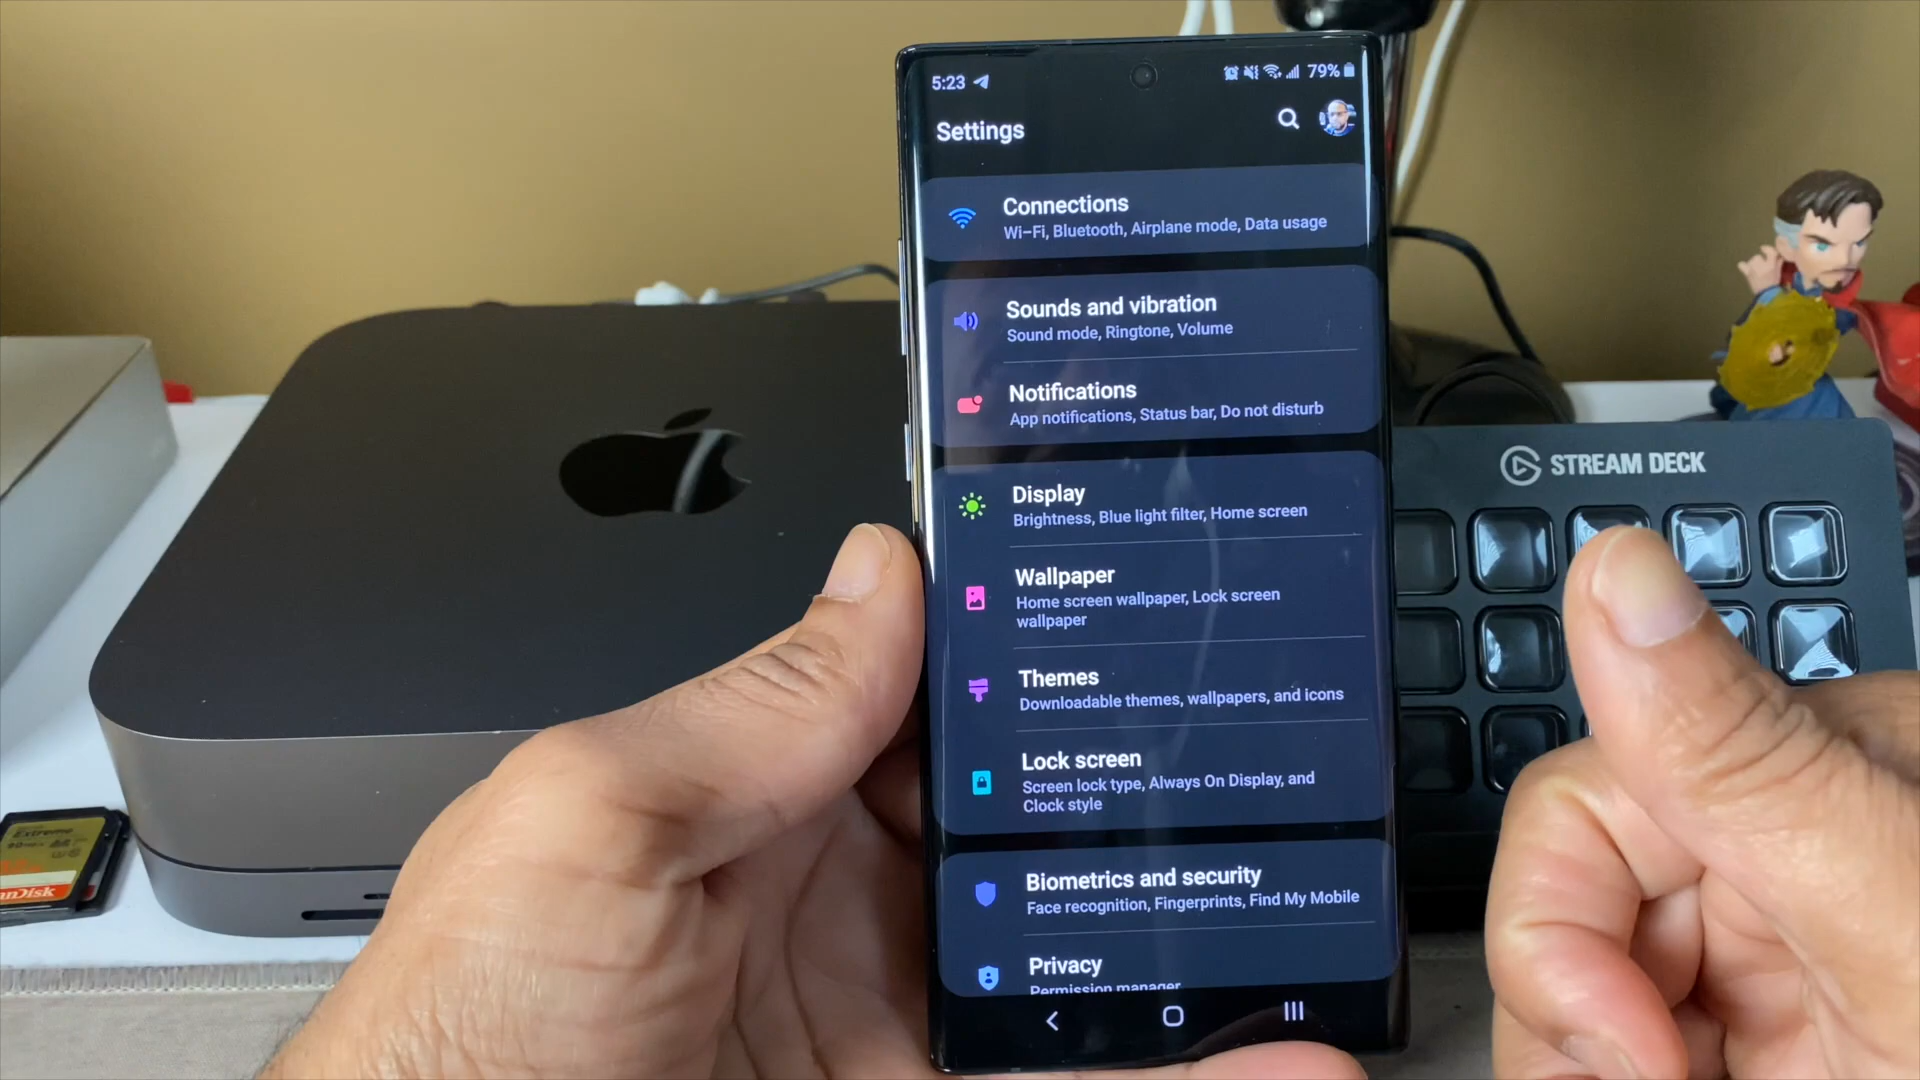 5:23
79%
Settings
Connections
Wi-Fi, Bluetooth, Airplane mode, Data usage
Sounds and vibration
Sound mode, Ringtone, Volume
Notifications
App notifications, Status bar, Do not disturb
Display
Brightness, Blue light filter, Home screen
Wallpaper
Home screen wallpaper, Lock screen
wallpaper
Themes
Downloadable themes, wallpapers, and icons
Lock screen
Screen lock type, Always On Display, and
Clock style
Biometrics and security
Face recognition, Fingerprints, Find My Mobile
Privacy
Permission manager
STREAM DECK
Extreme